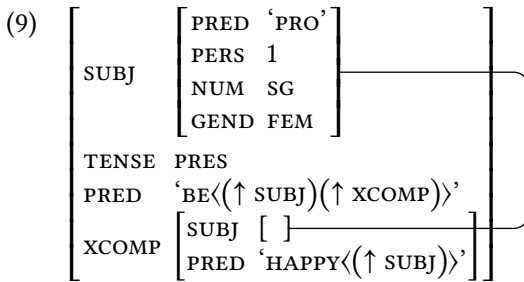 (9)
PRED ‘PRO’
PERS 1
SUBJ
NUM SG
GEND FEM
TENSE PRES
PRED ‘BE⟨(↑ SUBJ)(↑ XCOMP)⟩’
SUBJ [ ]
XCOMP
PRED ‘HAPPY⟨(↑ SUBJ)⟩’